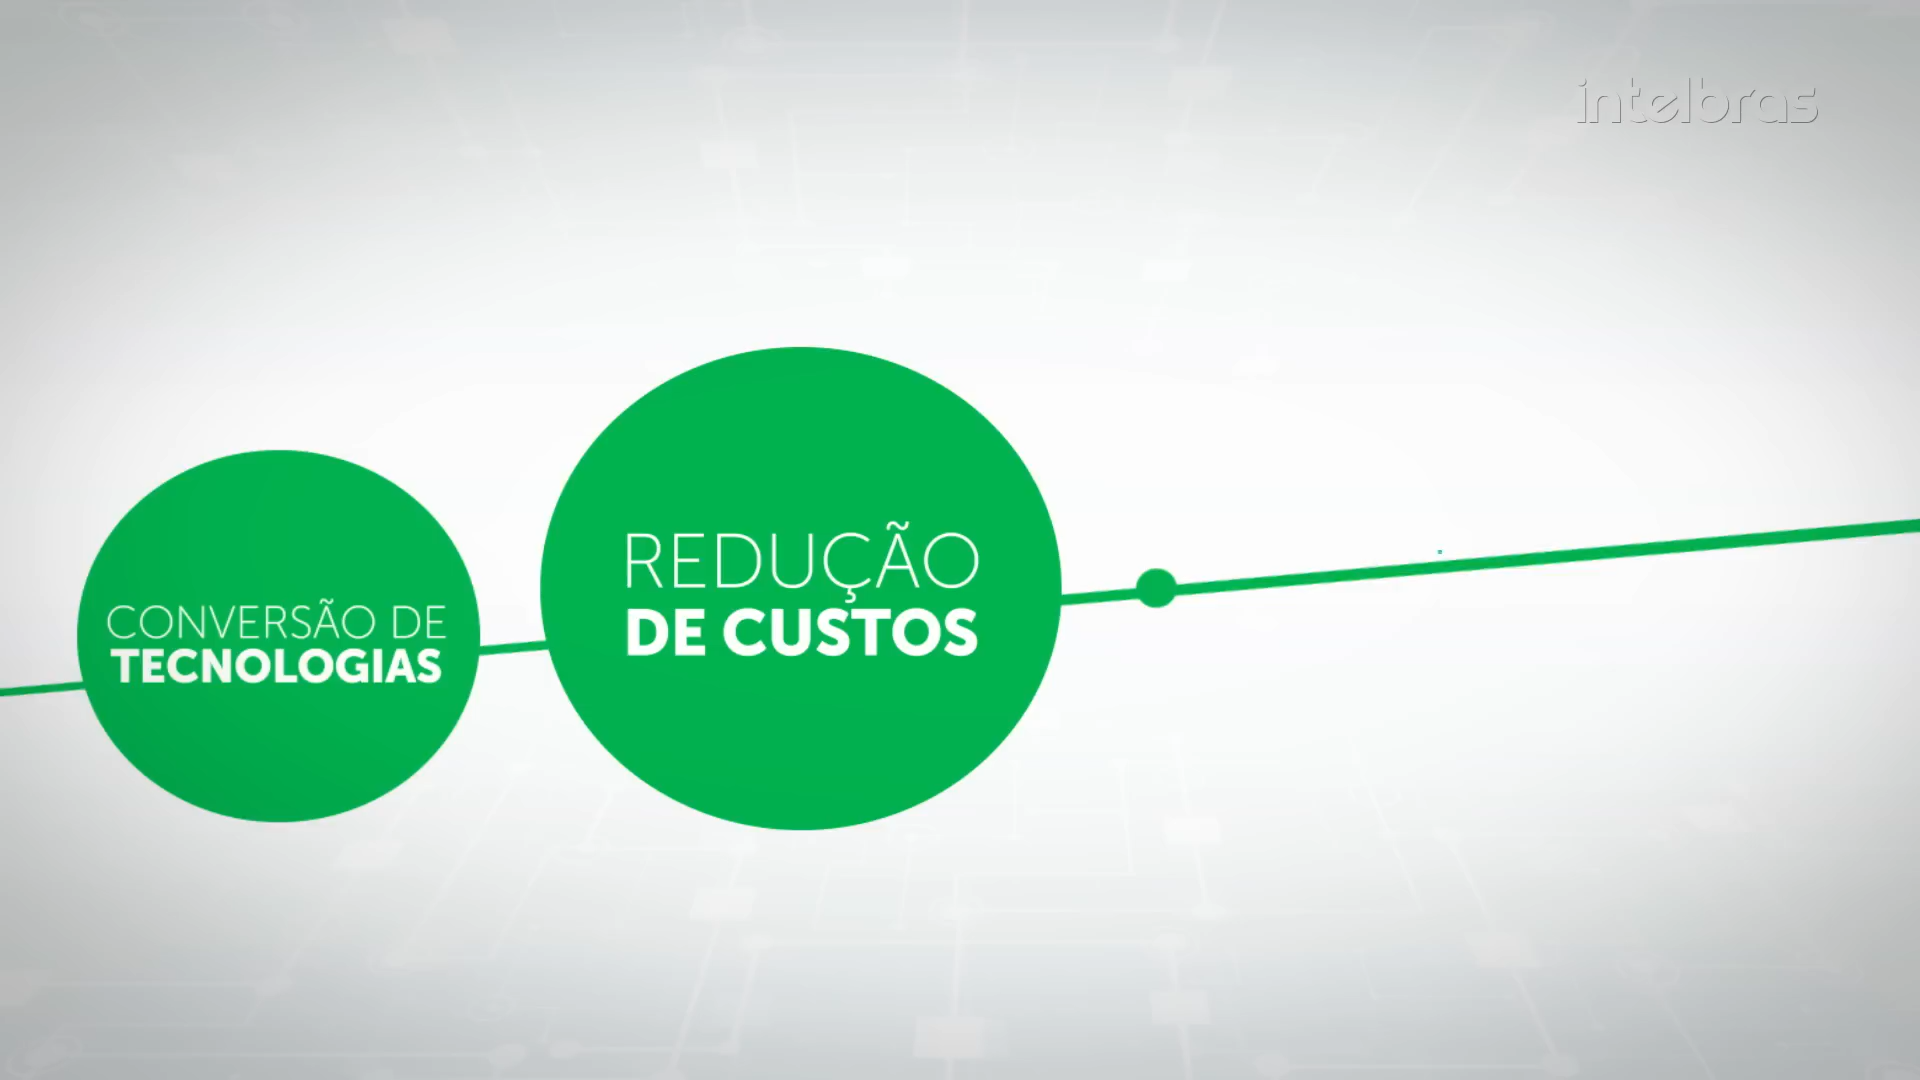 intelbras
CONVERSÃO DE
TECNOLOGIAS
REDUÇÃO
DE CUSTOS